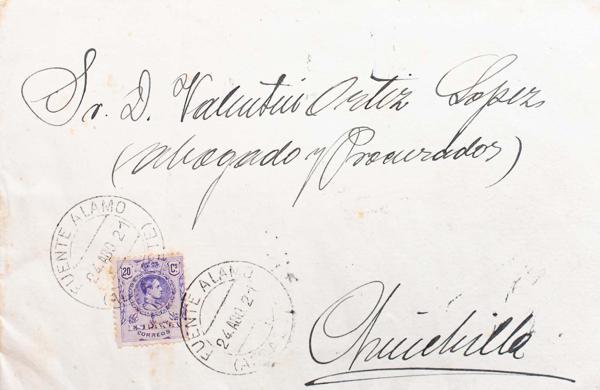 Sr. D. Valentin Ortiz Lopez
(abogado y Procurador)
FUENTE ALAMO
24 AGO 21
20 Cs
CORREOS
FUENTE ALAMO
24 AGO 21
Chinchilla